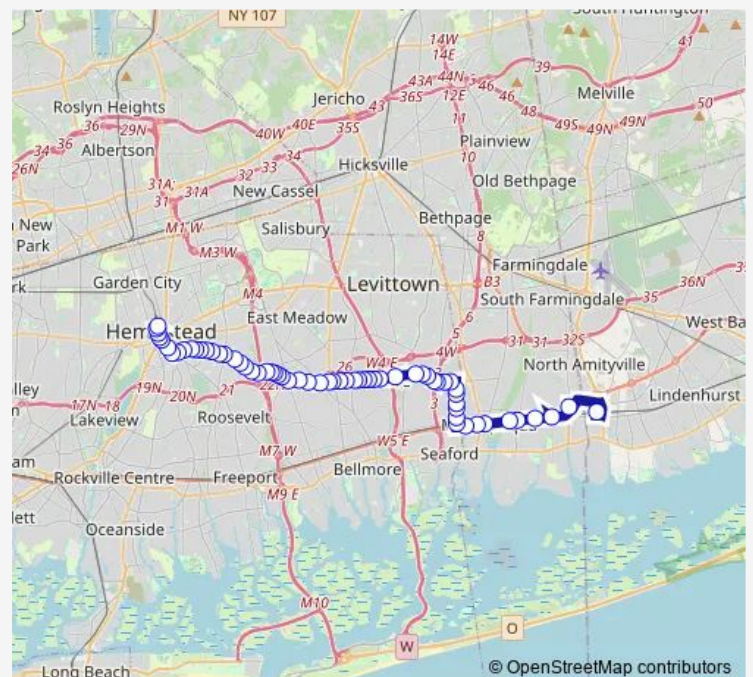 NY 107
South Huntington
14W
14E
41
39
43A
44N
46
36S
12E
46
Melville
Jericho
43
48
50
Roslyn Heights
40E
40W
35S
11
49S
49N
49N
36
29N
36
34
26N
Albertson
34
33
32
Plainview
10
Hicksville
31A
31A
31
New Cassel
Old Bethpage
New
Park
M1 W
Salisbury
Bethpage
M3 W
8
Farmingdale
Garden City
M4
Levittown
B3
South Farmingdale
35
36N
6
East Meadow
5
31
31
32S
West Ba
26
W4 E
4W
North Amityville
19N
20N
21
17N
18
3
Lindenhurst
Lakeview
Roosevelt
M7 W
W5 E
Seaford
Bellmore
Rockville Centre
Freeport
M9 E
Oceanside
M10
W
O
Long Beach
© OpenStreetMap contributors